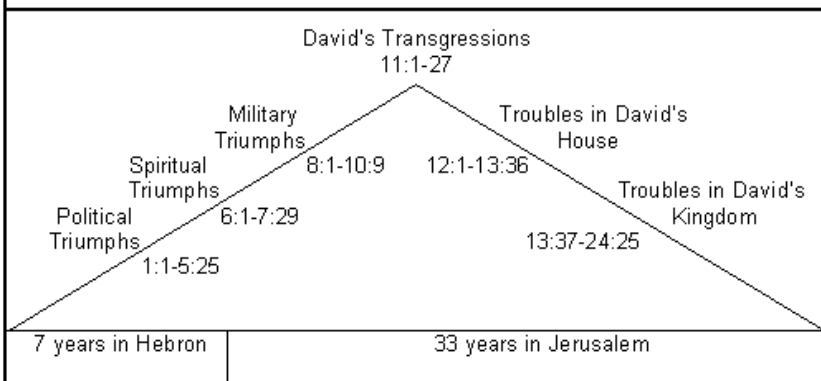 David's Transgressions
11:1-27
Military
Triumphs
8:1-10:9
Spiritual
Triumphs
6:1-7:29
Political
Triumphs
1:1-5:25
Troubles in David's
House
12:1-13:36
Troubles in David's
Kingdom
13:37-24:25
7 years in Hebron
33 years in Jerusalem